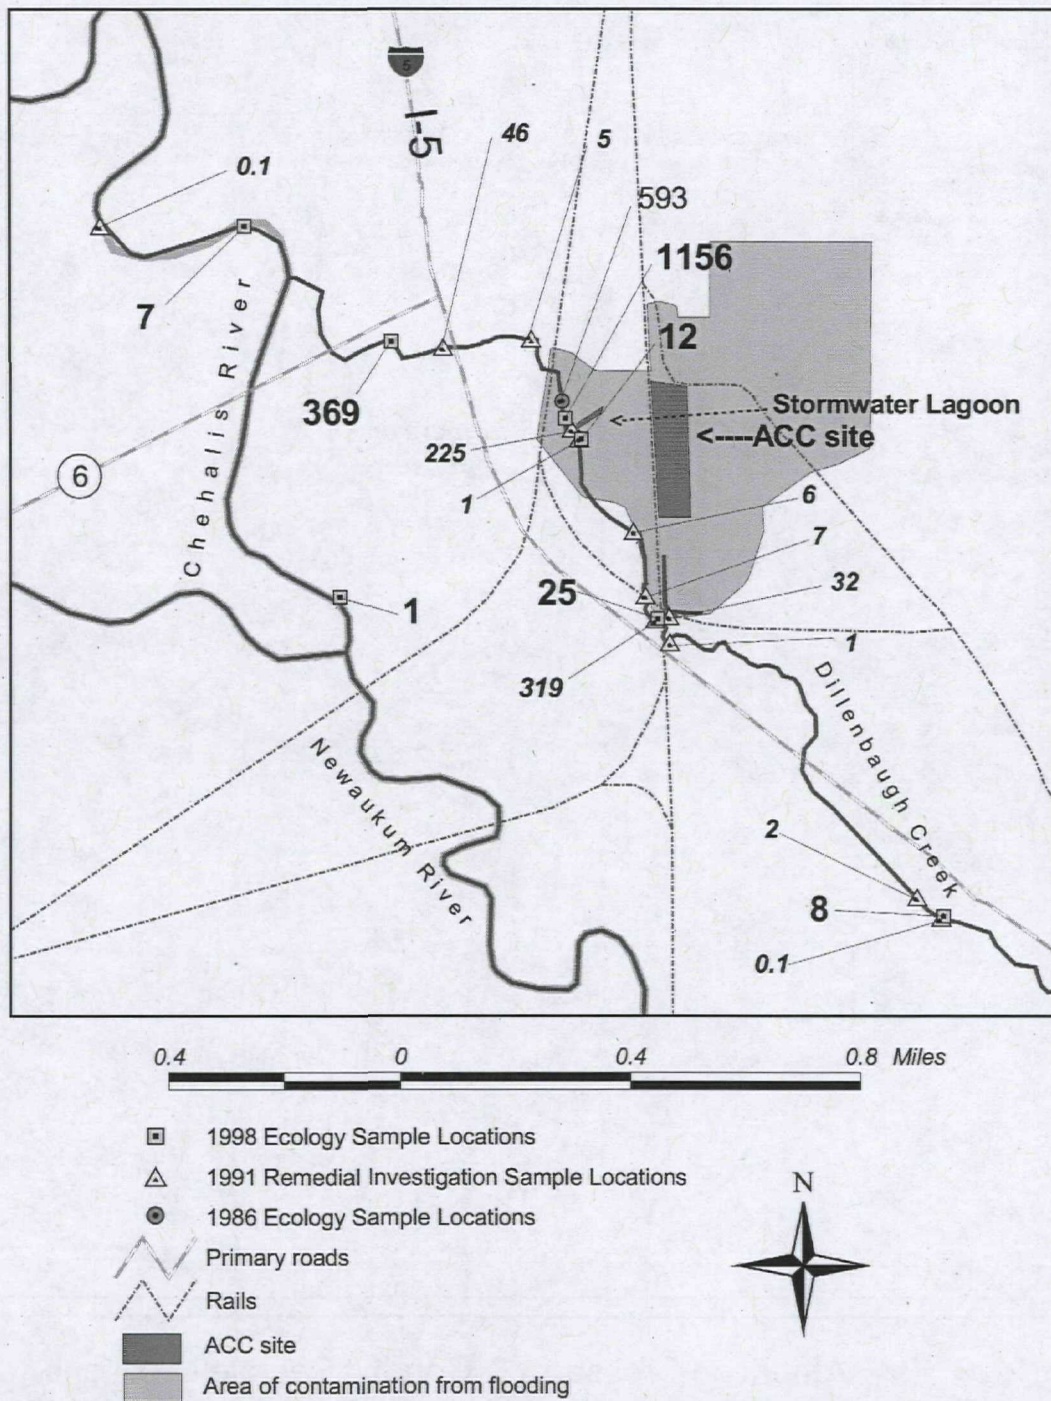 5
I-5
46
5
0.1
593
1156
7
12
Chehalis River
369
Stormwater Lagoon
<----ACC site
225
6
1
6
7
25
32
1
1
319
Dillenbaugh Creek
Newaukum River
2
8
0.1
0.4 0 0.4 0.8 Miles
1998 Ecology Sample Locations
1991 Remedial Investigation Sample Locations
N
1986 Ecology Sample Locations
Primary roads
Rails
ACC site
Area of contamination from flooding